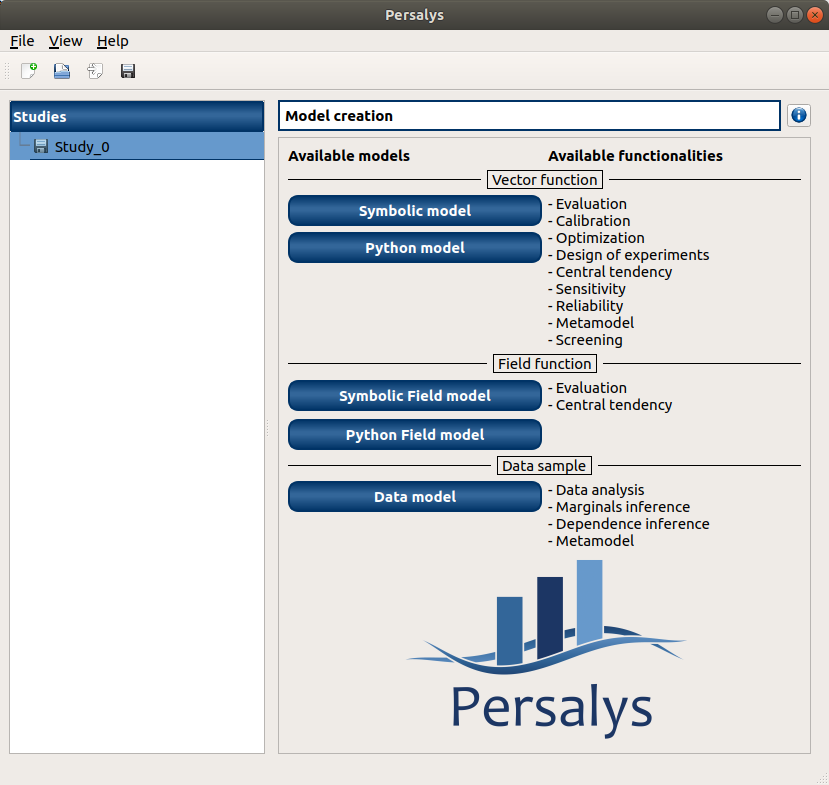 Persalys
File View Help
Studies
Study_0
Model creation
Available models Available functionalities
Vector function
Symbolic model
Python model
- Evaluation
- Calibration
- Optimization
- Design of experiments
- Central tendency
- Sensitivity
- Reliability
- Metamodel
- Screening
Field function
Symbolic Field model
Python Field model
- Evaluation
- Central tendency
Data sample
Data model
- Data analysis
- Marginals inference
- Dependence inference
- Metamodel
Persalys